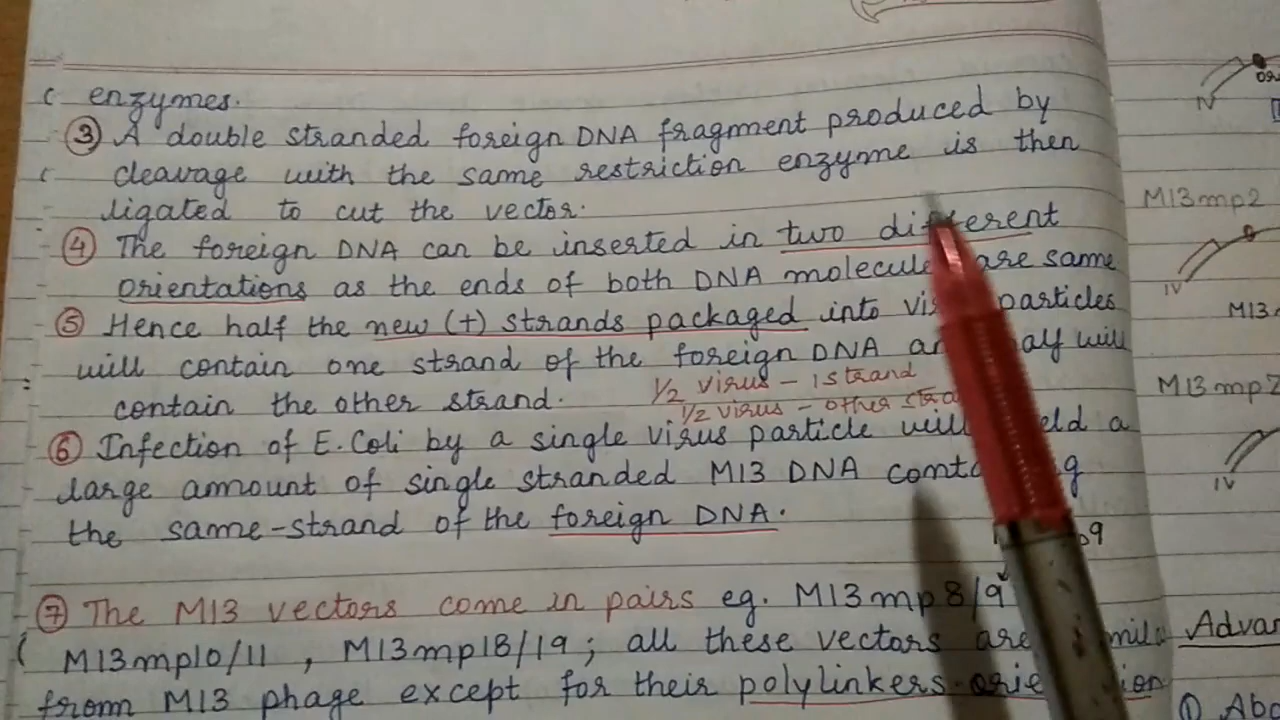 enzymes.
③ A double stranded foreign DNA fragment produced by
cleavage with the same restriction enzyme is then
ligated to cut the vector.
④ The foreign DNA can be inserted in two different
orientations as the ends of both DNA molecule are same
⑤ Hence half the new (+) strands packaged into particles
will contain one strand of the foreign DNA will
contain the other strand.
1/2 virus - 1 strand
1/2 virus - other
⑥ Infection of E. Coli by a single virus particle will a
large amount of single stranded M13 DNA
the same-strand of the foreign DNA.
⑦ The M13 vectors come in pairs eg. M13mp8/9
M13mp10/11, M13mp18/19; all these vectors are
from M13 phage except for their polylinkers
IV
M13mp2
IV
M13
M13mp7
IV
①